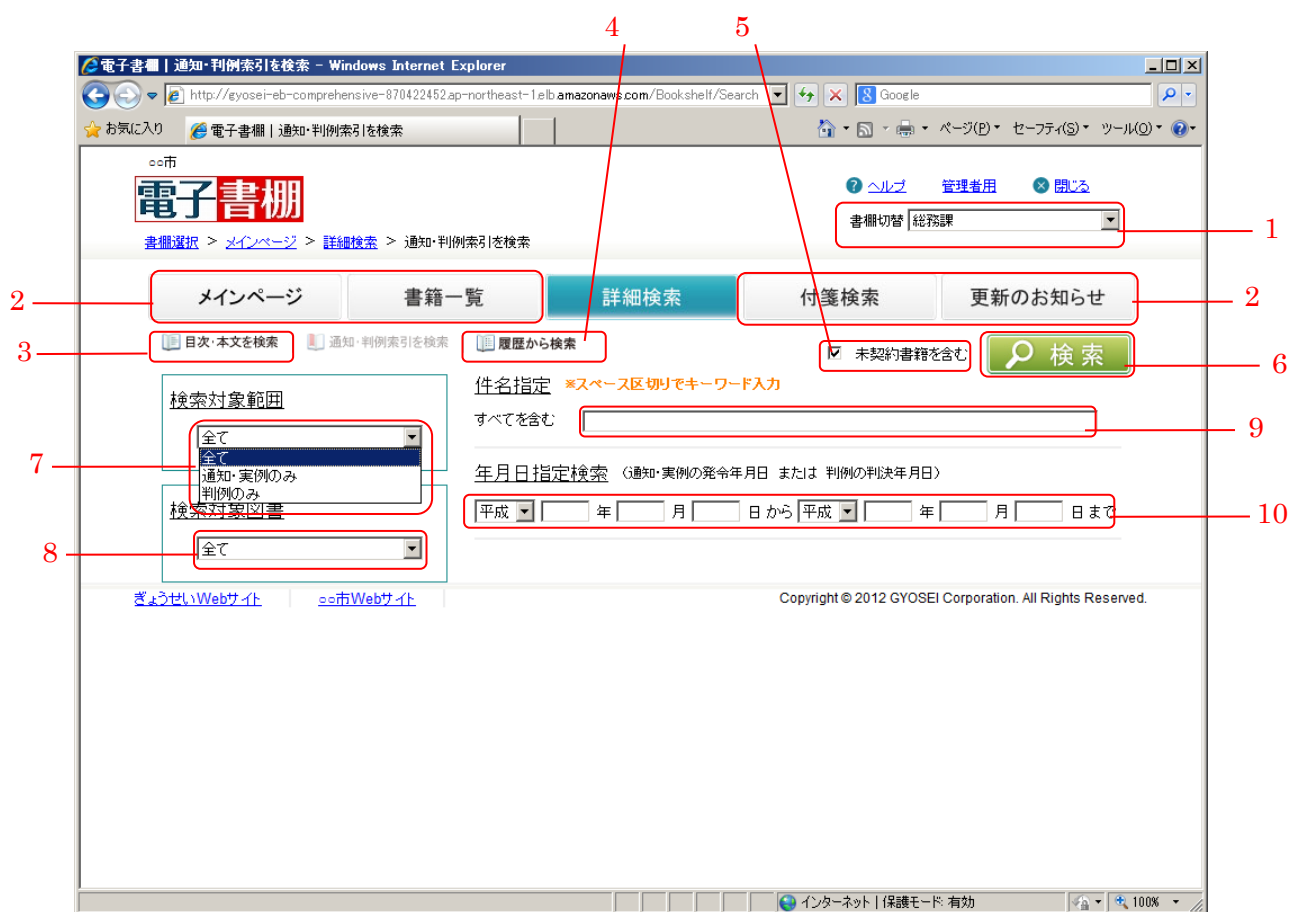 4 5
電子書棚 | 通知・判例索引を検索 - Windows Internet Explorer
http://gyosei-eb-comprehensive-870422452.ap-northeast-1.elb.amazonaws.com/Bookshelf/Search
Google
お気に入り
電子書棚 | 通知・判例索引を検索
ページ(P) セーフティ(S) ツール(O)
○○市
電子書棚
ヘルプ 管理者用 閉じる
書棚切替 総務課
1
書棚選択 > メインページ > 詳細検索 > 通知・判例索引を検索
2 メインページ 書籍一覧 詳細検索 付箋検索 更新のお知らせ 2
3 目次・本文を検索 通知・判例索引を検索 履歴から検索 未契約書籍を含む 検索 6
検索対象範囲
件名指定 ※スペース区切りでキーワード入力
すべてを含む
9
7
全て
全て
通知・実例のみ
判例のみ
年月日指定検索 (通知・実例の発令年月日 または 判例の判決年月日)
検索対象図書
平成 年 月 日 から 平成 年 月 日 まで
10
8 全て
ぎょうせいWebサイト ○○市Webサイト
Copyright © 2012 GYOSEI Corporation. All Rights Reserved.
インターネット | 保護モード: 有効 100%